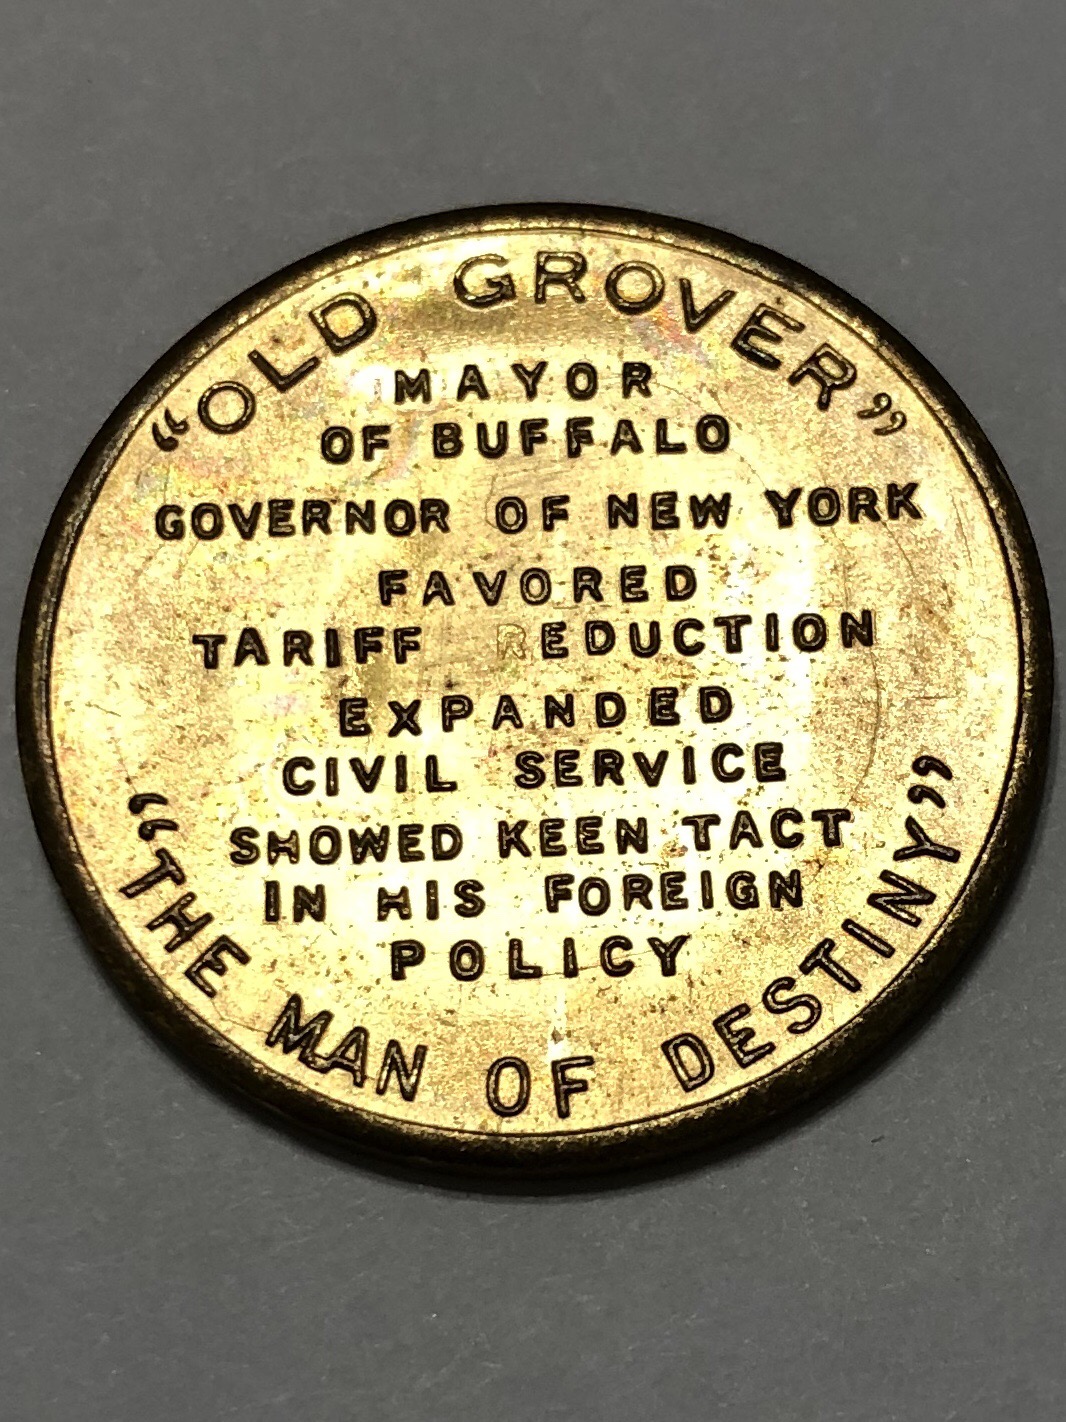 “OLD GROVER”
MAYOR
OF BUFFALO
GOVERNOR OF NEW YORK
FAVORED
TARIFF REDUCTION
EXPANDED
CIVIL SERVICE
SHOWED KEEN TACT
IN HIS FOREIGN
POLICY
“THE MAN OF DESTINY”